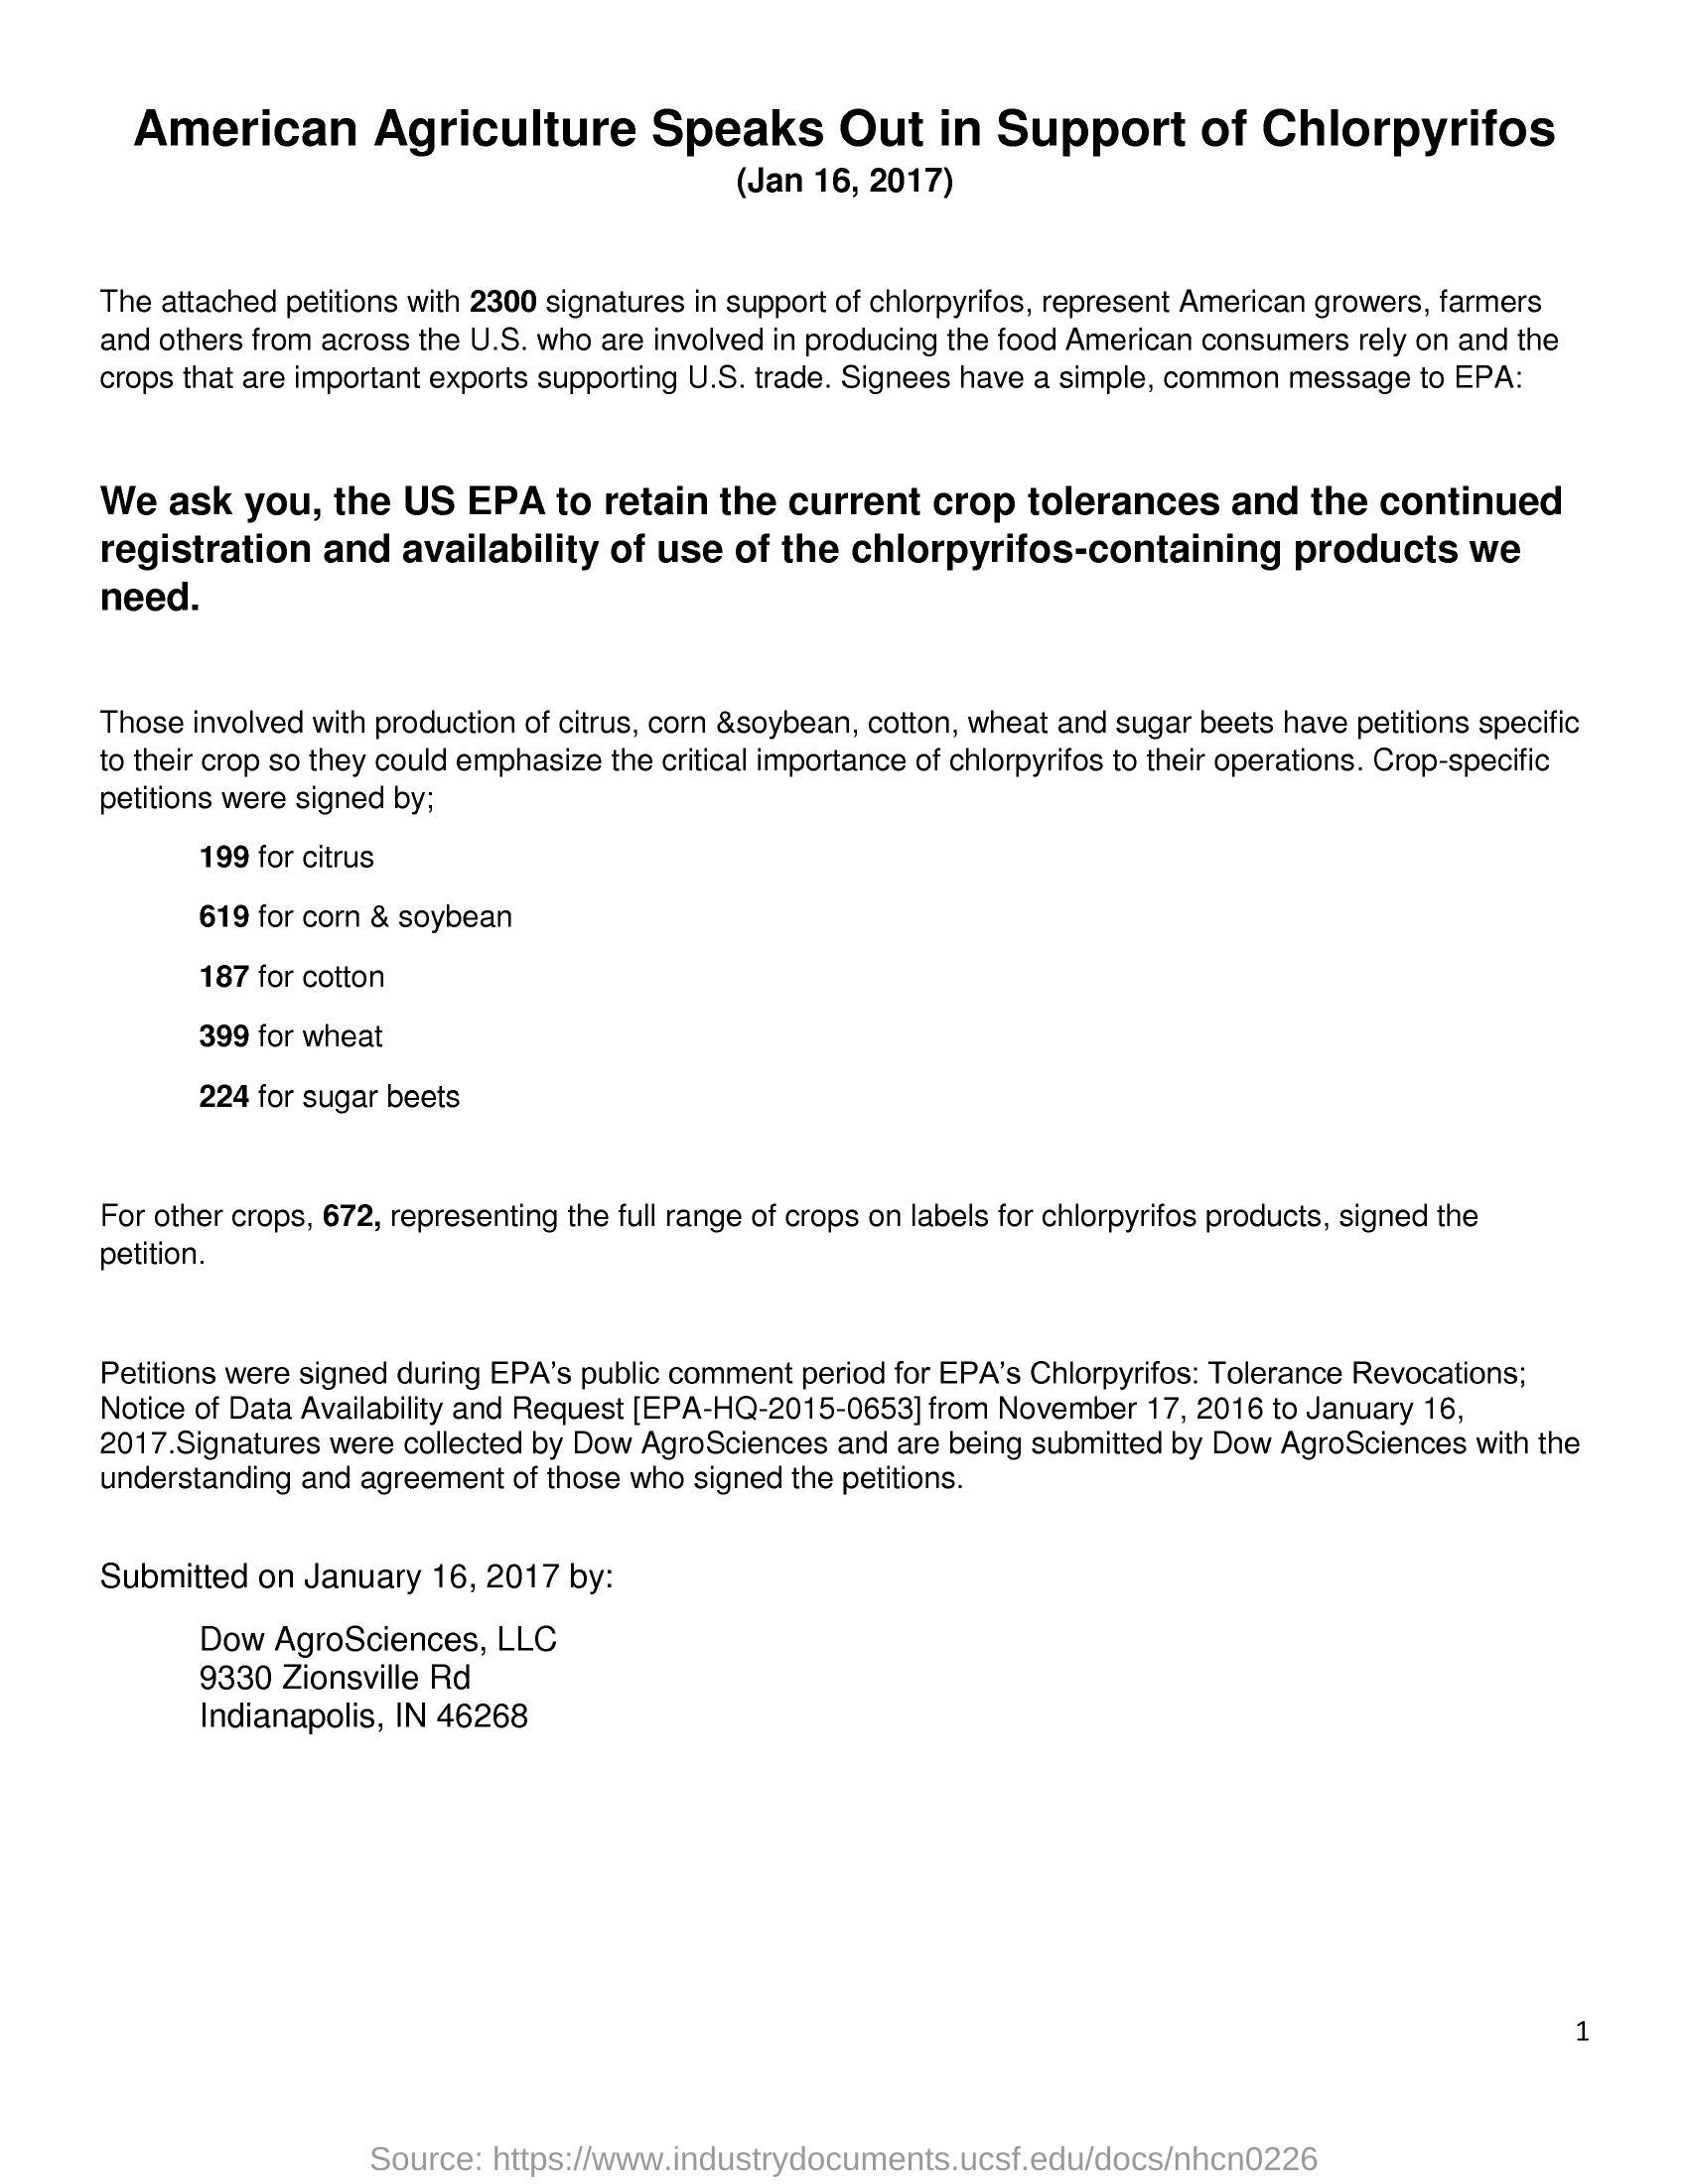 American Agriculture Speaks Out in Support of Chlorpyrifos
(Jan 16, 2017)
The attached petitions with 2300 signatures in support of chlorpyrifos, represent American growers, farmers
and others from across the U.S. who are involved in producing the food American consumers rely on and the
crops that are important exports supporting U.S. trade. Signees have a simple, common message to EPA:
We ask you, the US EPA to retain the current crop tolerances and the continued
registration and availability of use of the chlorpyrifos-containing products we
need.
Those involved with production of citrus, corn &soybean, cotton, wheat and sugar beets have petitions specific
to their crop so they could emphasize the critical importance of chlorpyrifos to their operations. Crop-specific
petitions were signed by;
199 for citrus
619 for corn & soybean
187 for cotton
399 for wheat
224 for sugar beets
For other crops, 672, representing the full range of crops on labels for chlorpyrifos products, signed the
petition.
Petitions were signed during EPA's public comment period for EPA's Chlorpyrifos: Tolerance Revocations;
Notice of Data Availability and Request [EPA-HQ-2015-0653] from November 17, 2016 to January 16,
2017.Signatures were collected by Dow AgroSciences and are being submitted by Dow AgroSciences with the
understanding and agreement of those who signed the petitions.
Submitted on January 16, 2017 by:
Dow AgroSciences, LLC
9330 Zionsville Rd
Indianapolis, IN 46268
1
Source: https://www.industrydocuments.ucsf.edu/docs/nhcn0226